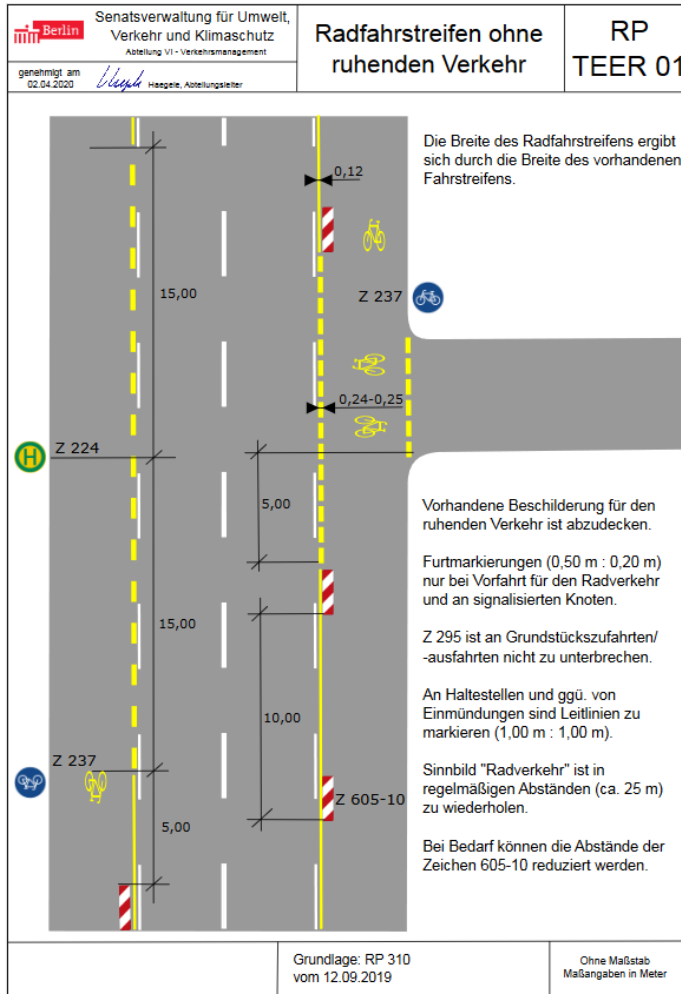 Berlin
Senatsverwaltung für Umwelt,
Verkehr und Klimaschutz
Abteilung VI - Verkehrsmanagement
genehmigt am
02.04.2020
Haegele, Abteilungsleiter
Radfahrstreifen ohne
ruhenden Verkehr
RP
TEER 01
Die Breite des Radfahrstreifens ergibt
sich durch die Breite des vorhandenen
Fahrstreifens.
0,12
15,00
Z 237
0,24-0,25
H
Z 224
5,00
Vorhandene Beschilderung für den
ruhenden Verkehr ist abzudecken.
Furtmarkierungen (0,50 m : 0,20 m)
nur bei Vorfahrt für den Radverkehr
und an signalisierten Knoten.
15,00
Z 295 ist an Grundstückszufahrten/
-ausfahrten nicht zu unterbrechen.
10,00
An Haltestellen und ggü. von
Einmündungen sind Leitlinien zu
markieren (1,00 m : 1,00 m).
Z 237
Sinnbild "Radverkehr" ist in
regelmäßigen Abständen (ca. 25 m)
zu wiederholen.
Z 605-10
5,00
Bei Bedarf können die Abstände der
Zeichen 605-10 reduziert werden.
Grundlage: RP 310
vom 12.09.2019
Ohne Maßstab
Maßangaben in Meter